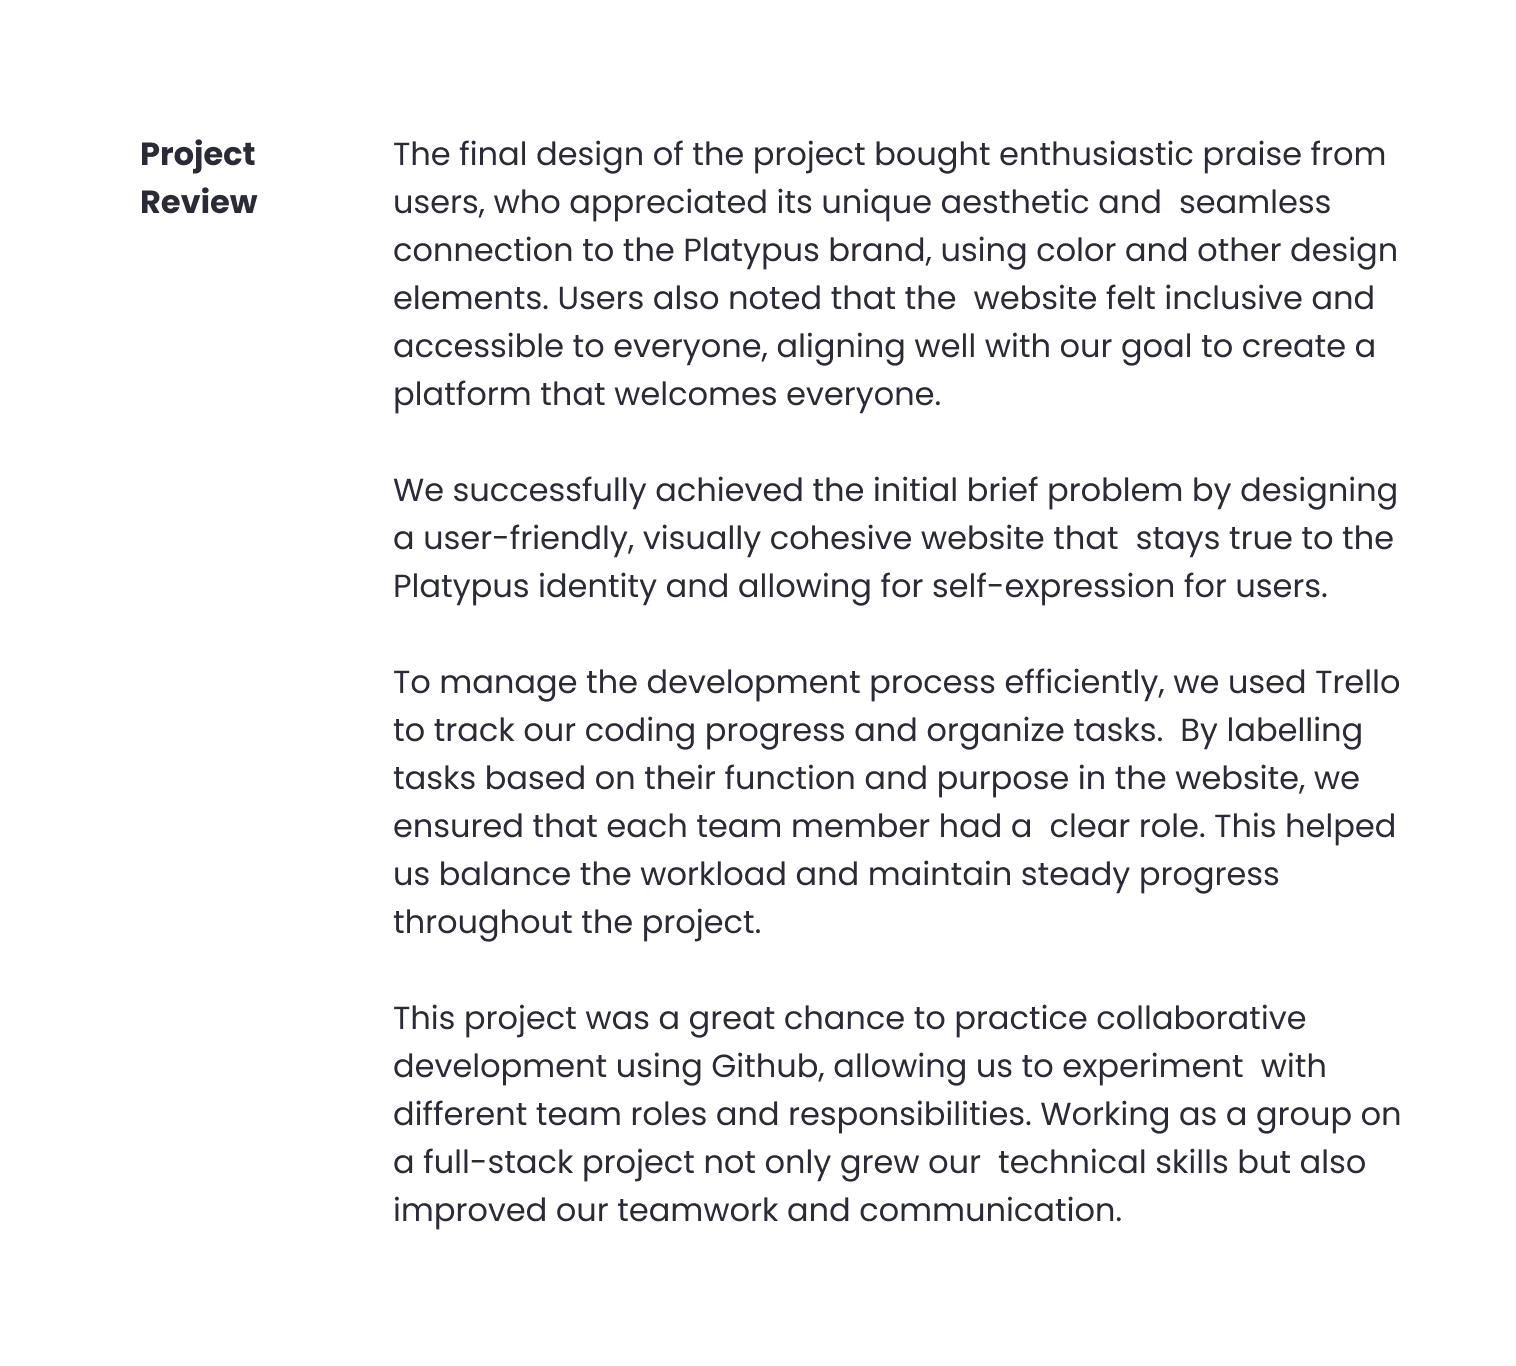 Project
Review
The final design of the project bought enthusiastic praise from
users, who appreciated its unique aesthetic and  seamless
connection to the Platypus brand, using color and other design
elements. Users also noted that the  website felt inclusive and
accessible to everyone, aligning well with our goal to create a
platform that welcomes everyone.
We successfully achieved the initial brief problem by designing
a user-friendly, visually cohesive website that  stays true to the
Platypus identity and allowing for self-expression for users.
To manage the development process efficiently, we used Trello
to track our coding progress and organize tasks.  By labelling
tasks based on their function and purpose in the website, we
ensured that each team member had a  clear role. This helped
us balance the workload and maintain steady progress
throughout the project.
This project was a great chance to practice collaborative
development using Github, allowing us to experiment  with
different team roles and responsibilities. Working as a group on
a full-stack project not only grew our  technical skills but also
improved our teamwork and communication.